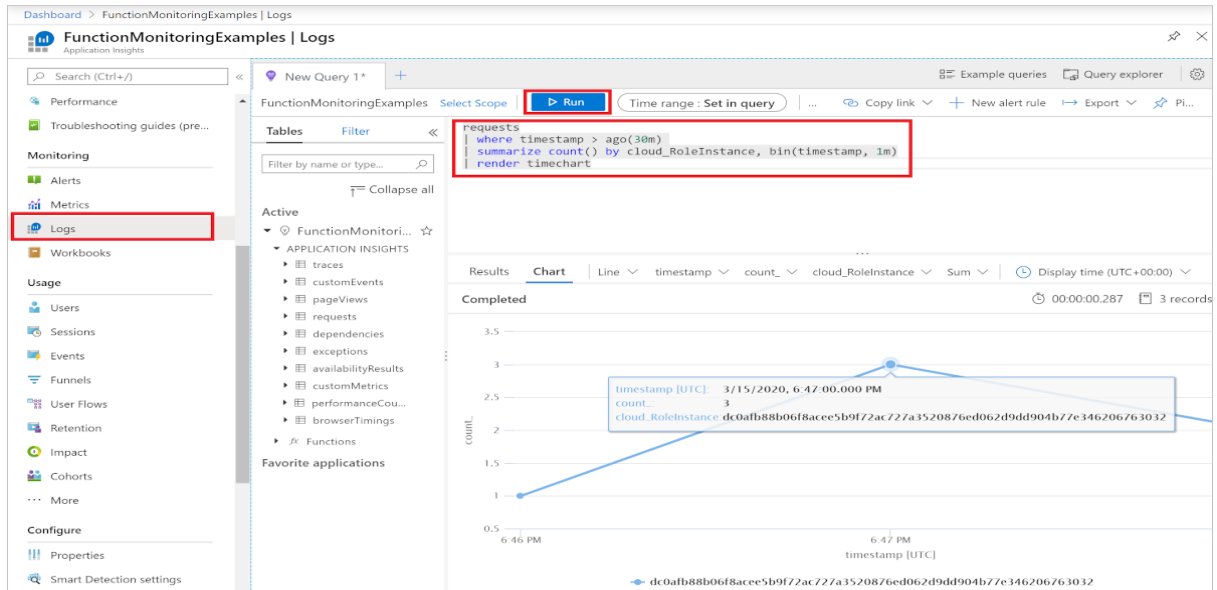 Dashboard > FunctionMonitoringExamples | Logs
FunctionMonitoringExamples | Logs
Application Insights
Search (Ctrl+/)
Performance
Troubleshooting guides (pre...
Monitoring
Alerts
Metrics
Logs
Workbooks
Usage
Users
Sessions
Events
Funnels
User Flows
Retention
Impact
Cohorts
More
Configure
Properties
Smart Detection settings
New Query 1*
Example queries
Query explorer
FunctionMonitoringExamples
Select Scope
Run
Time range : Set in query
...
Copy link
New alert rule
Export
Pi...
Tables
Filter
Filter by name or type...
Collapse all
Active
FunctionMonitori...
APPLICATION INSIGHTS
traces
customEvents
pageViews
requests
dependencies
exceptions
availabilityResults
customMetrics
performanceCou...
browserTimings
fx Functions
Favorite applications
requests
| where timestamp > ago(30m)
| summarize count() by cloud_RoleInstance, bin(timestamp, 1m)
| render timechart
Results
Chart
Line
timestamp
count_
cloud_RoleInstance
Sum
Display time (UTC+00:00)
Completed
00:00:00.287
3 records
3.5
3
2.5
2
1.5
1
0.5
count_
timestamp [UTC]: 3/15/2020, 6:47:00.000 PM
count_: 3
cloud_RoleInstance dc0afb88b06f8acee5b9f72ac727a3520876ed062d9dd904b77e346206763032
6:46 PM
6:47 PM
timestamp [UTC]
dc0afb88b06f8acee5b9f72ac727a3520876ed062d9dd904b77e346206763032